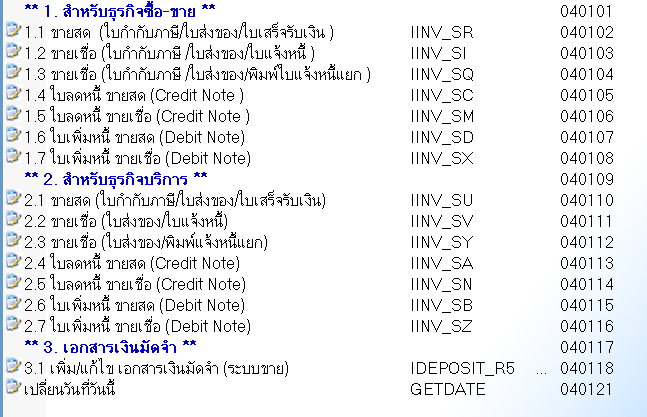 ** 1. สำหรับธุรกิจซื้อ-ขาย ** 040101
1.1 ขายสด (ใบกำกับภาษี/ใบส่งของ/ใบเสร็จรับเงิน ) IINV_SR 040102
1.2 ขายเชื่อ (ใบกำกับภาษี /ใบส่งของ/ใบแจ้งหนี้ ) IINV_SI 040103
1.3 ขายเชื่อ (ใบกำกับภาษี /ใบส่งของ/พิมพ์ใบแจ้งหนี้แยก ) IINV_SQ 040104
1.4 ใบลดหนี้ ขายสด (Credit Note ) IINV_SC 040105
1.5 ใบลดหนี้ ขายเชื่อ (Credit Note ) IINV_SM 040106
1.6 ใบเพิ่มหนี้ ขายสด (Debit Note) IINV_SD 040107
1.7 ใบเพิ่มหนี้ ขายเชื่อ (Debit Note) IINV_SX 040108
** 2. สำหรับธุรกิจบริการ ** 040109
2.1 ขายสด (ใบกำกับภาษี/ใบส่งของ/ใบเสร็จรับเงิน) IINV_SU 040110
2.2 ขายเชื่อ (ใบส่งของ/ใบแจ้งหนี้) IINV_SV 040111
2.3 ขายเชื่อ (ใบส่งของ/พิมพ์แจ้งหนี้แยก) IINV_SY 040112
2.4 ใบลดหนี้ ขายสด (Credit Note) IINV_SA 040113
2.5 ใบลดหนี้ ขายเชื่อ (Credit Note) IINV_SN 040114
2.6 ใบเพิ่มหนี้ ขายสด (Debit Note) IINV_SB 040115
2.7 ใบเพิ่มหนี้ ขายเชื่อ (Debit Note) IINV_SZ 040116
** 3. เอกสารเงินมัดจำ ** 040117
3.1 เพิ่ม/แก้ไข เอกสารเงินมัดจำ (ระบบขาย) IDEPOSIT_R5 ... 040118
เปลี่ยนวันที่วันนี้ GETDATE 040121